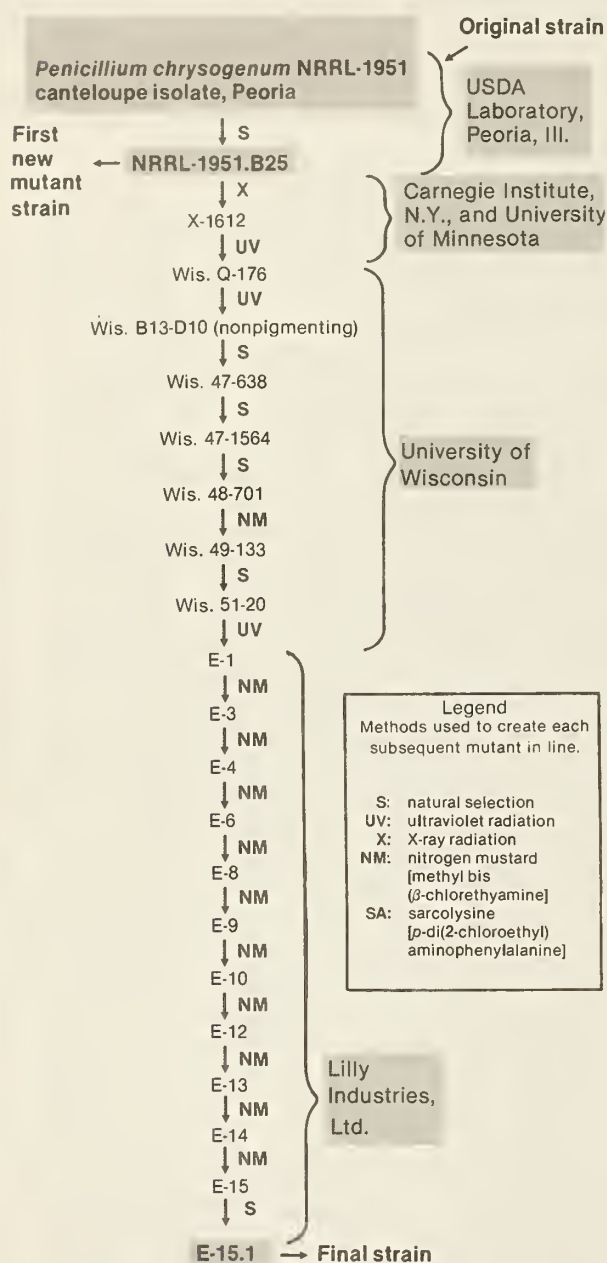 Original strain
Penicillium chrysogenum NRRL-1951
canteloupe isolate, Peoria
USDA
Laboratory,
Peoria, Ill.
S
First
new
mutant
strain
NRRL-1951.B25
X
Carnegie Institute,
N.Y., and University
of Minnesota
X-1612
UV
Wis. Q-176
UV
Wis. B13-D10 (nonpigmenting)
S
Wis. 47-638
S
Wis. 47-1564
S
University of
Wisconsin
Wis. 48-701
NM
Wis. 49-133
S
Wis. 51-20
UV
E-1
NM
E-3
NM
E-4
NM
E-6
NM
E-8
NM
E-9
NM
E-10
NM
E-12
NM
E-13
NM
E-14
NM
E-15
S
E-15.1
Final strain
Lilly
Industries,
Ltd.
Legend
Methods used to create each
subsequent mutant in line.
S: natural selection
UV: ultraviolet radiation
X: X-ray radiation
NM: nitrogen mustard
[methyl bis
(β-chlorethyamine]
SA: sarcolysine
[p-di(2-chloroethyl)
aminophenylalanine]